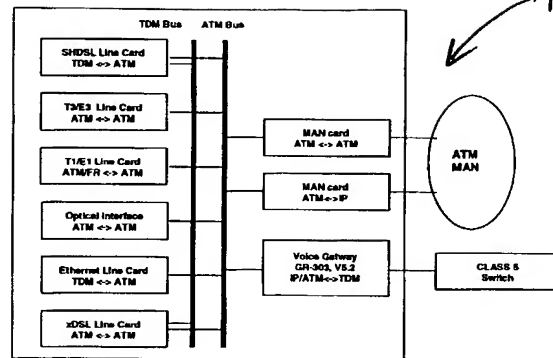 TDM Bus ATM Bus
SHDSL Line Card
TDM <-> ATM
T3/E3 Line Card
ATM <-> ATM
T1/E1 Line Card
ATM/FR <-> ATM
Optical Interface
ATM <-> ATM
Ethernet Line Card
TDM <-> ATM
xDSL Line Card
ATM <-> ATM
MAN card
ATM <-> ATM
MAN card
ATM<->IP
Voice Gatway
GR-303, V5.2
IP/ATM<->TDM
ATM
MAN
CLASS 5
Switch